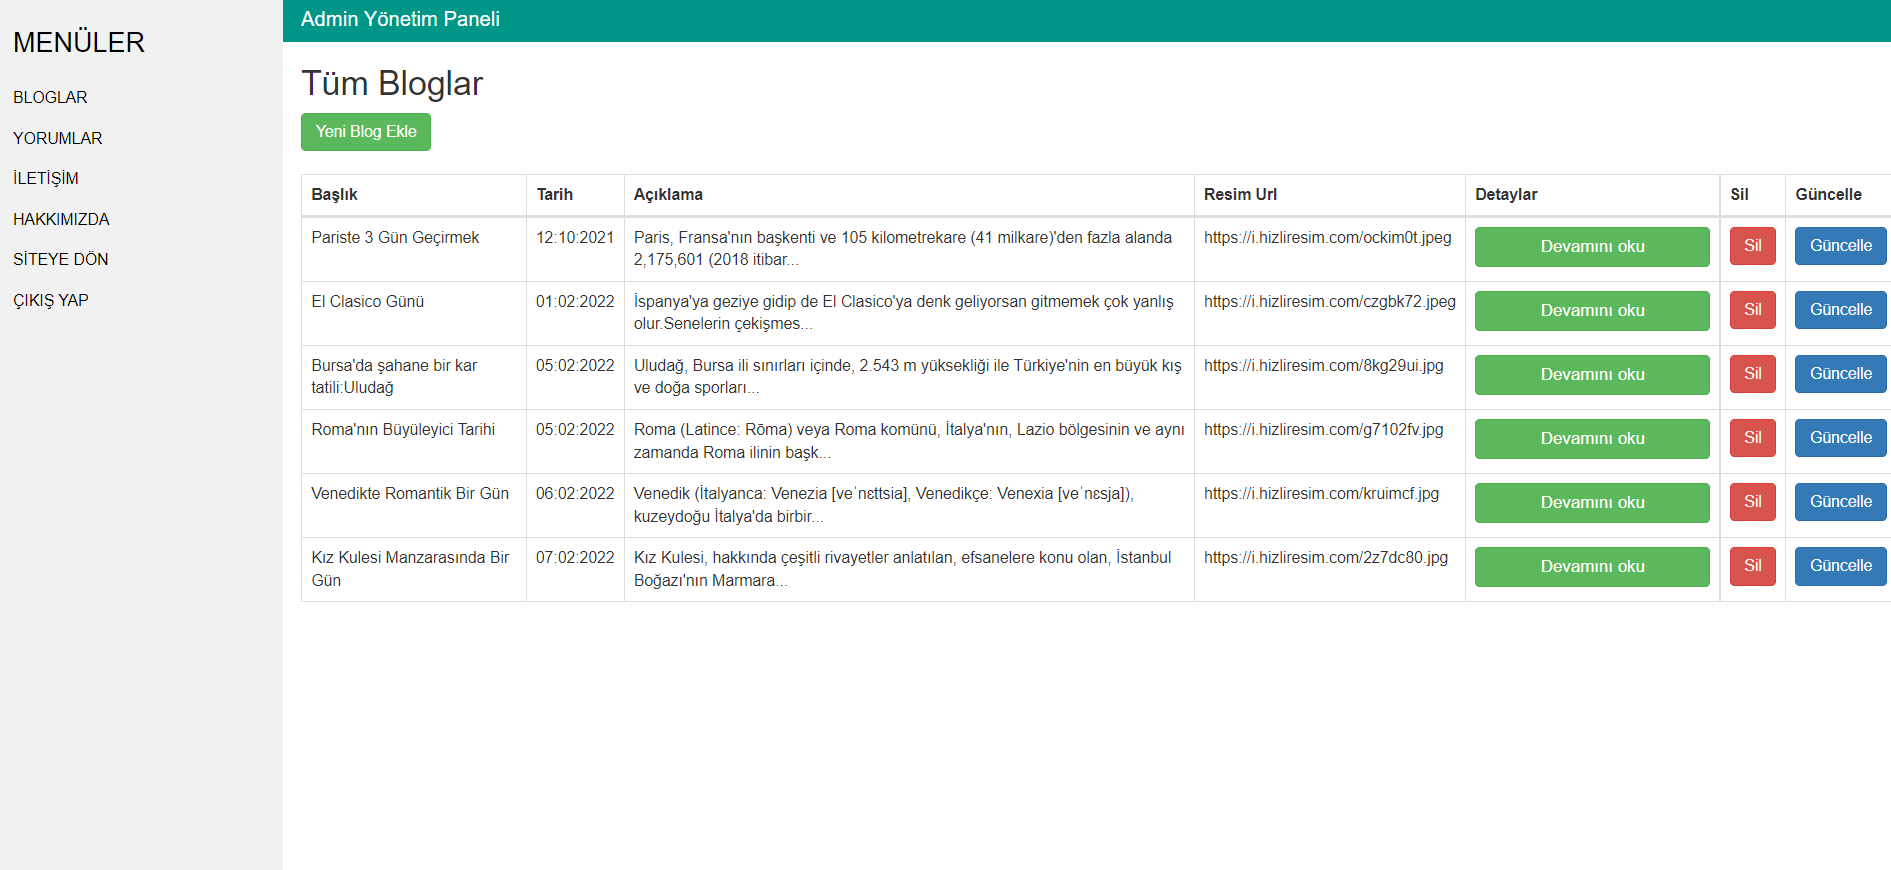 Admin Yönetim Paneli
MENÜLER
BLOGLAR
YORUMLAR
İLETİŞİM
HAKKIMIZDA
SİTEYE DÖN
ÇIKIŞ YAP
Tüm Bloglar
Yeni Blog Ekle
Başlık Tarih Açıklama Resim Url Detaylar Sil Güncelle
Pariste 3 Gün Geçirmek 12:10:2021 Paris, Fransa'nın başkenti ve 105 kilometrekare (41 milkare)'den fazla alanda https://i.hizliresim.com/ockim0t.jpeg Devamını oku Sil Güncelle
2,175,601 (2018 itibar...
El Clasico Günü 01:02:2022 İspanya'ya geziye gidip de El Clasico'ya denk geliyorsan gitmemek çok yanlış https://i.hizliresim.com/czgbk72.jpeg Devamını oku Sil Güncelle
olur.Senelerin çekişmes...
Bursa'da şahane bir kar 05:02:2022 Uludağ, Bursa ili sınırları içinde, 2.543 m yüksekliği ile Türkiye'nin en büyük kış https://i.hizliresim.com/8kg29ui.jpg Devamını oku Sil Güncelle
tatili:Uludağ ve doğa sporları...
Roma'nın Büyüleyici Tarihi 05:02:2022 Roma (Latince: Rōma) veya Roma komünü, İtalya'nın, Lazio bölgesinin ve aynı https://i.hizliresim.com/g7102fv.jpg Devamını oku Sil Güncelle
zamanda Roma ilinin başk...
Venedikte Romantik Bir Gün 06:02:2022 Venedik (İtalyanca: Venezia [veˈnɛttsia], Venedikçe: Venexia [veˈnɛsja]), https://i.hizliresim.com/kruimcf.jpg Devamını oku Sil Güncelle
kuzeydoğu İtalya'da birbir...
Kız Kulesi Manzarasında Bir 07:02:2022 Kız Kulesi, hakkında çeşitli rivayetler anlatılan, efsanelere konu olan, İstanbul https://i.hizliresim.com/2z7dc80.jpg Devamını oku Sil Güncelle
Gün Boğazı'nın Marmara...